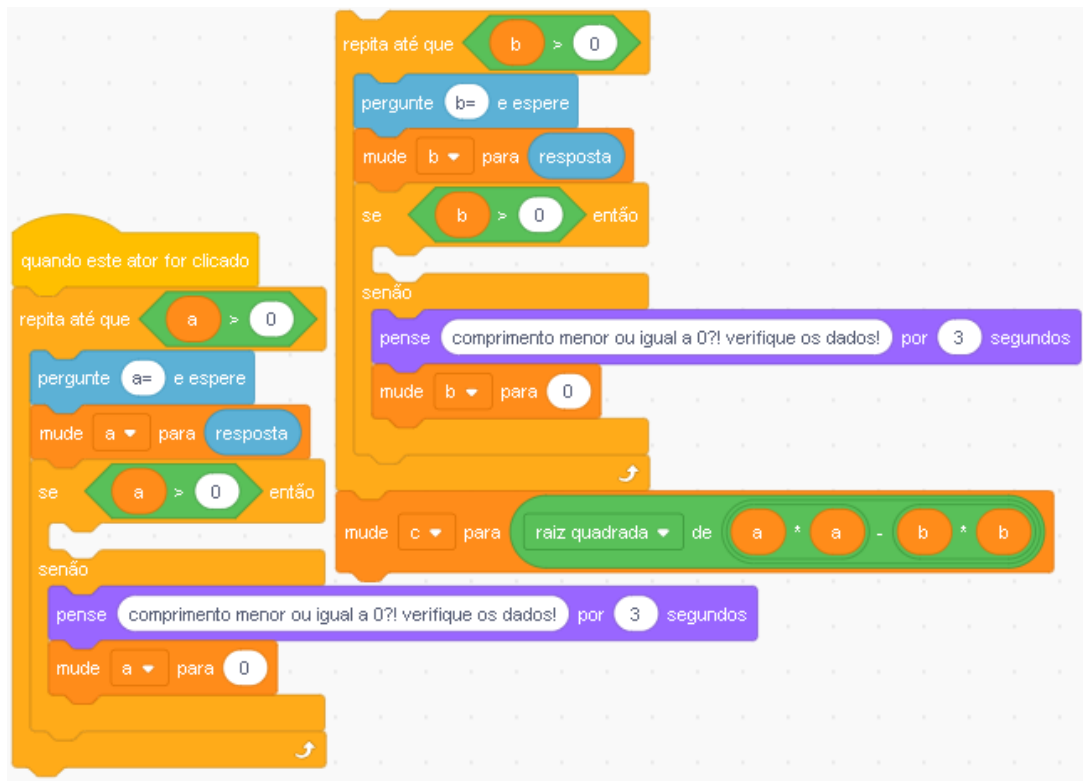 quando este ator for clicado
repita até que a > 0
pergunte a= e espere
mude a para resposta
se a > 0 então
senão
pense comprimento menor ou igual a 0?! verifique os dados! por 3 segundos
mude a para 0
repita até que b > 0
pergunte b= e espere
mude b para resposta
se b > 0 então
senão
pense comprimento menor ou igual a 0?! verifique os dados! por 3 segundos
mude b para 0
mude c para raiz quadrada de a * a - b * b